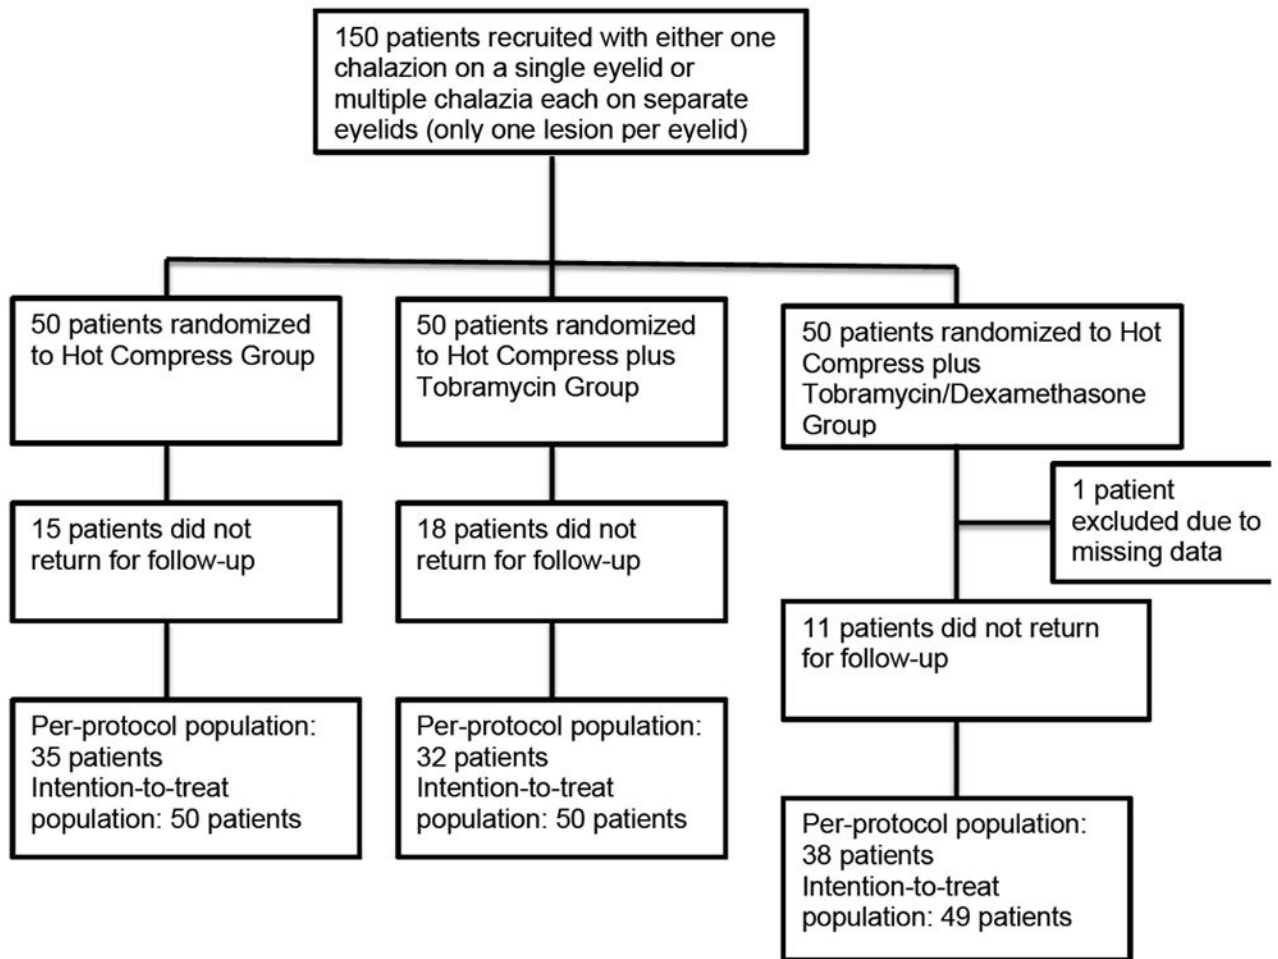 150 patients recruited with either one
chalazion on a single eyelid or
multiple chalazia each on separate
eyelids (only one lesion per eyelid)
50 patients randomized
to Hot Compress Group
50 patients randomized
to Hot Compress plus
Tobramycin Group
50 patients randomized to Hot
Compress plus
Tobramycin/Dexamethasone
Group
1 patient
excluded due to
missing data
15 patients did not
return for follow-up
18 patients did not
return for follow-up
11 patients did not return
for follow-up
Per-protocol population:
35 patients
Intention-to-treat
population: 50 patients
Per-protocol population:
32 patients
Intention-to-treat
population: 50 patients
Per-protocol population:
38 patients
Intention-to-treat
population: 49 patients